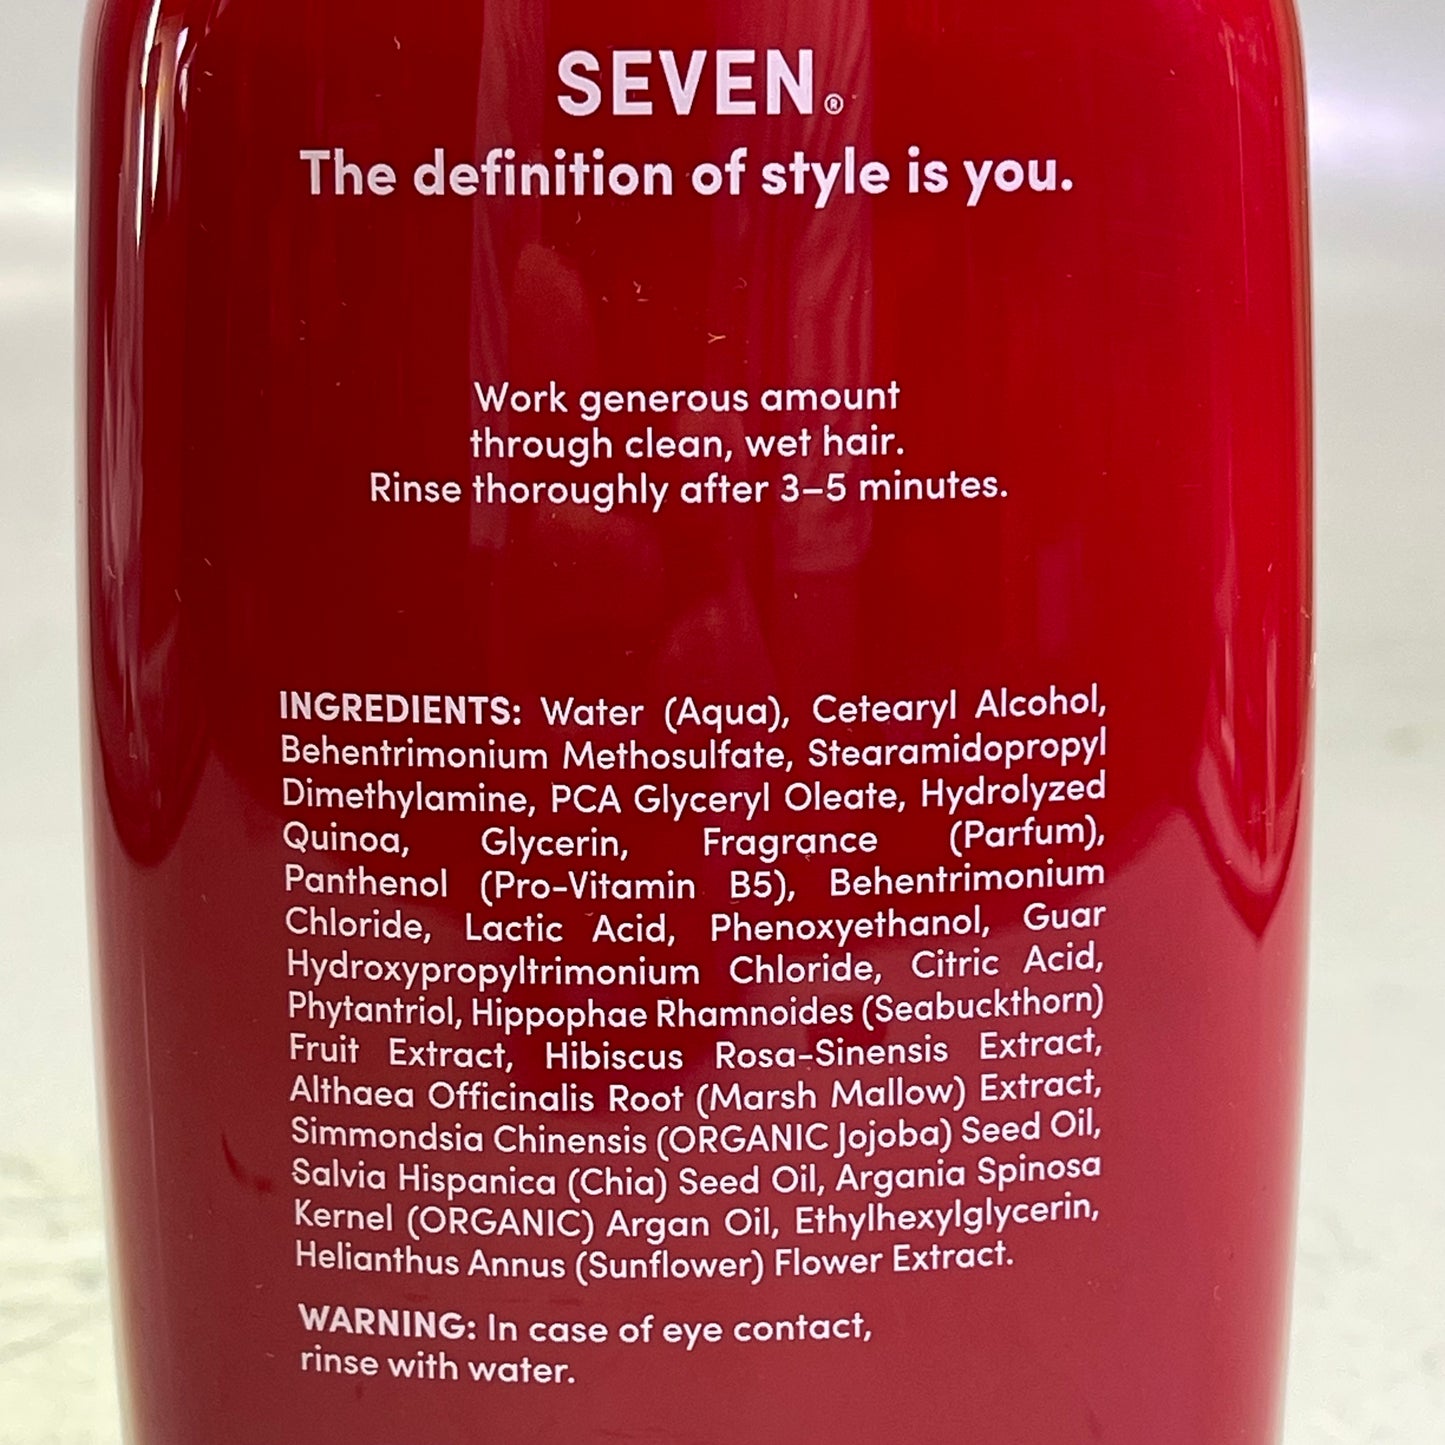 SEVEN®
The definition of style is you.
Work generous amount
through clean, wet hair.
Rinse thoroughly after 3–5 minutes.
INGREDIENTS: Water (Aqua), Cetearyl Alcohol,
Behentrimonium Methosulfate, Stearamidopropyl
Dimethylamine, PCA Glyceryl Oleate, Hydrolyzed
Quinoa, Glycerin, Fragrance (Parfum),
Panthenol (Pro-Vitamin B5), Behentrimonium
Chloride, Lactic Acid, Phenoxyethanol, Guar
Hydroxypropyltrimonium Chloride, Citric Acid,
Phytantriol, Hippophae Rhamnoides (Seabuckthorn)
Fruit Extract, Hibiscus Rosa-Sinensis Extract,
Althaea Officinalis Root (Marsh Mallow) Extract,
Simmondsia Chinensis (ORGANIC Jojoba) Seed Oil,
Salvia Hispanica (Chia) Seed Oil, Argania Spinosa
Kernel (ORGANIC) Argan Oil, Ethylhexylglycerin,
Helianthus Annus (Sunflower) Flower Extract.
WARNING: In case of eye contact,
rinse with water.